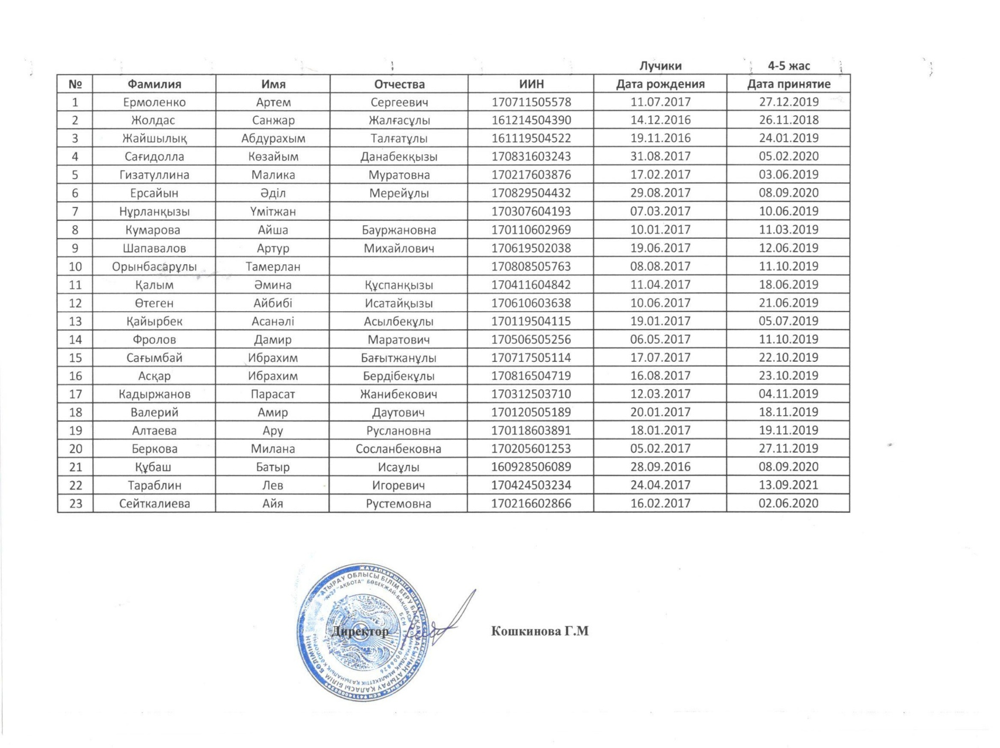 Лучики 4-5 жас
№ Фамилия Имя Отчества ИИН Дата рождения Дата принятие
1 Ермоленко Артем Сергеевич 170711505578 11.07.2017 27.12.2019
2 Жолдас Санжар Жалғасұлы 161214504390 14.12.2016 26.11.2018
3 Жайшылық Абдурахым Талғатұлы 161119504522 19.11.2016 24.01.2019
4 Сағидолла Көзайым Данабекқызы 170831603243 31.08.2017 05.02.2020
5 Гизатуллина Малика Муратовна 170217603876 17.02.2017 03.06.2019
6 Ерсайын Әділ Мерейұлы 170829504432 29.08.2017 08.09.2020
7 Нұрланқызы Үмітжан 170307604193 07.03.2017 10.06.2019
8 Кумарова Айша Бауржановна 170110602969 10.01.2017 11.03.2019
9 Шапавалов Артур Михайлович 170619502038 19.06.2017 12.06.2019
10 Орынбасарұлы Тамерлан 170808505763 08.08.2017 11.10.2019
11 Қалым Әмина Құспанқызы 170411604842 11.04.2017 18.06.2019
12 Өтеген Айбибі Исатайқызы 170610603638 10.06.2017 21.06.2019
13 Қайырбек Асанәлі Асылбекұлы 170119504115 19.01.2017 05.07.2019
14 Фролов Дамир Маратович 170506505256 06.05.2017 11.10.2019
15 Сағымбай Ибрахим Бағытжанұлы 170717505114 17.07.2017 22.10.2019
16 Асқар Ибрахим Бердібекұлы 170816504719 16.08.2017 23.10.2019
17 Кадыржанов Парасат Жанибекович 170312503710 12.03.2017 04.11.2019
18 Валерий Амир Даутович 170120505189 20.01.2017 18.11.2019
19 Алтаева Ару Руслановна 170118603891 18.01.2017 19.11.2019
20 Беркова Милана Сосланбековна 170205601253 05.02.2017 27.11.2019
21 Құбаш Батыр Исаұлы 160928506089 28.09.2016 08.09.2020
22 Тараблин Лев Игоревич 170424503234 24.04.2017 13.09.2021
23 Сейткалиева Айя Рустемовна 170216602866 16.02.2017 02.06.2020
"АТЫРАУ ОБЛЫСЫ БІЛІМ БЕРУ БАСҚАРМАСЫНЫҢ АТЫРАУ ҚАЛАСЫ БІЛІМ БӨЛІМІНІҢ
№27 "АҚБОТА" БӨБЕКЖАЙ-БАҚШАСЫ КОММУНАЛДЫҚ МЕМЛЕКЕТТІК ҚАЗЫНАЛЫҚ КӘСІПОРНЫ
Директор Кошкинова Г.М